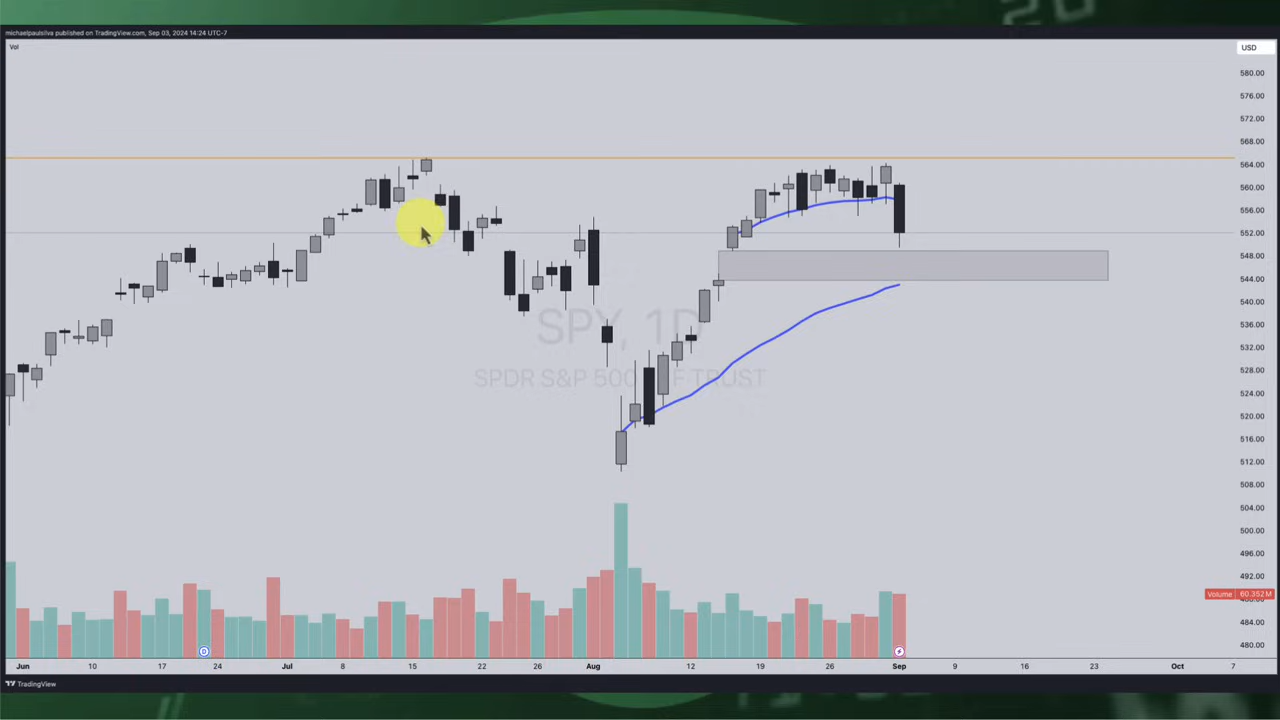 20
michaelpaulsilva published on TradingView.com, Sep 03, 2024 14:24 UTC-7
Vol
USD
580.00
576.00
572.00
568.00
564.00
560.00
556.00
552.00
548.00
544.00
540.00
536.00
532.00
528.00
524.00
520.00
516.00
512.00
508.00
504.00
500.00
496.00
492.00
484.00
480.00
SPY, 1D
SPDR S&P 500 ETF TRUST
Volume 60.352M
D
Jun 10 17 24 Jul 8 15 22 26 Aug 12 19 26 Sep 9 16 23 Oct 7
TradingView